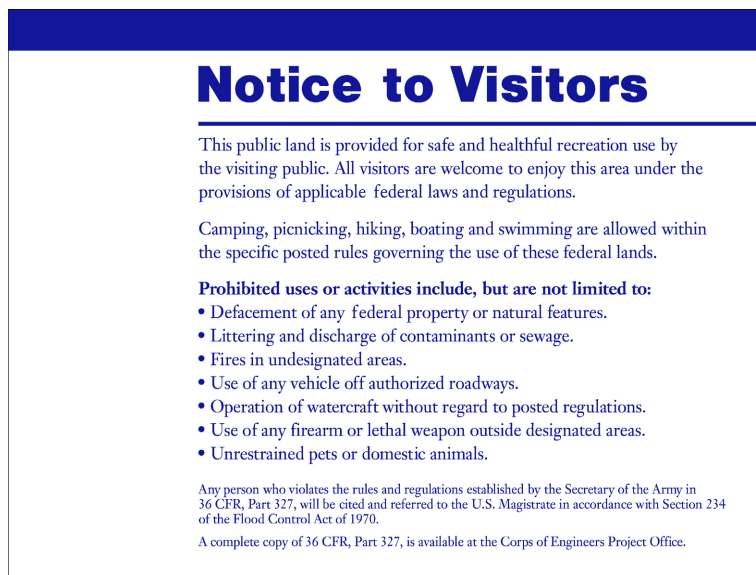 Notice to Visitors
This public land is provided for safe and healthful recreation use by
the visiting public. All visitors are welcome to enjoy this area under the
provisions of applicable federal laws and regulations.
Camping, picnicking, hiking, boating and swimming are allowed within
the specific posted rules governing the use of these federal lands.
Prohibited uses or activities include, but are not limited to:
• Defacement of any federal property or natural features.
• Littering and discharge of contaminants or sewage.
• Fires in undesignated areas.
• Use of any vehicle off authorized roadways.
• Operation of watercraft without regard to posted regulations.
• Use of any firearm or lethal weapon outside designated areas.
• Unrestrained pets or domestic animals.
Any person who violates the rules and regulations established by the Secretary of the Army in
36 CFR, Part 327, will be cited and referred to the U.S. Magistrate in accordance with Section 234
of the Flood Control Act of 1970.
A complete copy of 36 CFR, Part 327, is available at the Corps of Engineers Project Office.